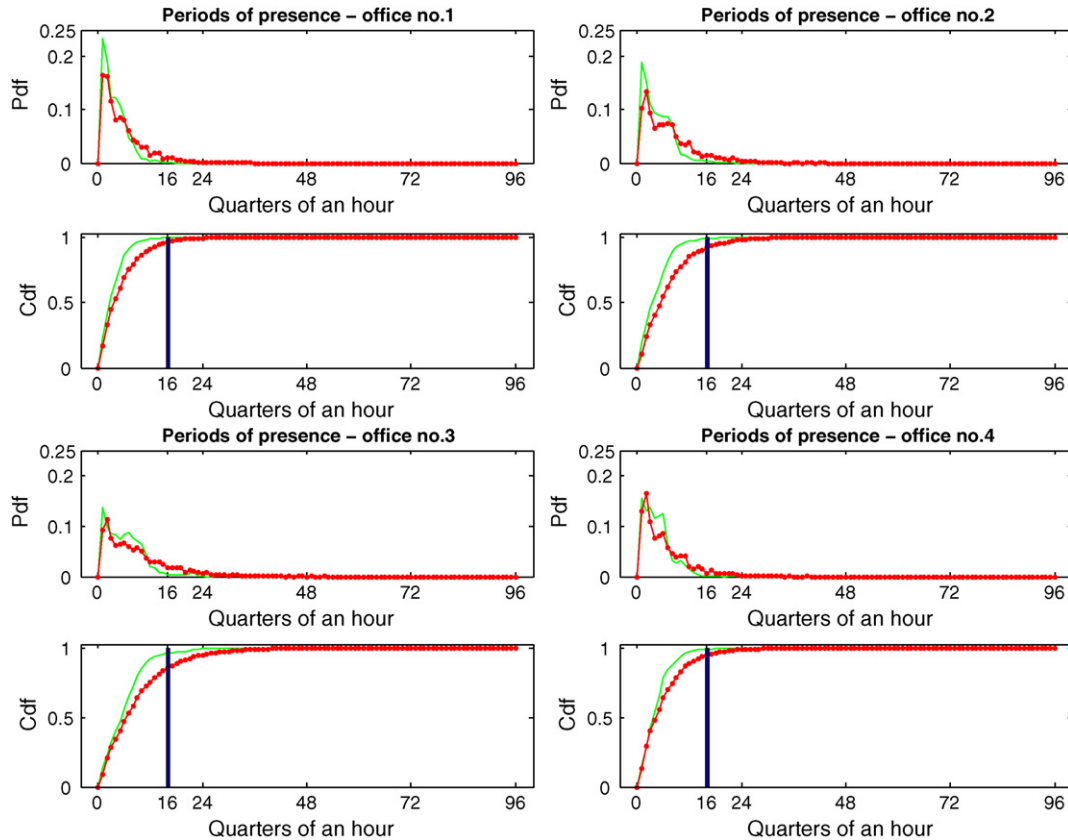 Periods of presence – office no.1
Periods of presence – office no.2
0.25
0.2
0.1
0
Pdf
0 16 24 48 72 96
Quarters of an hour
0.25
0.2
0.1
0
Pdf
0 16 24 48 72 96
Quarters of an hour
1
0.5
0
Cdf
0 16 24 48 72 96
Quarters of an hour
1
0.5
0
Cdf
0 16 24 48 72 96
Quarters of an hour
Periods of presence – office no.3
Periods of presence – office no.4
0.25
0.2
0.1
0
Pdf
0 16 24 48 72 96
Quarters of an hour
0.25
0.2
0.1
0
Pdf
0 16 24 48 72 96
Quarters of an hour
1
0.5
0
Cdf
0 16 24 48 72 96
Quarters of an hour
1
0.5
0
Cdf
0 16 24 48 72 96
Quarters of an hour